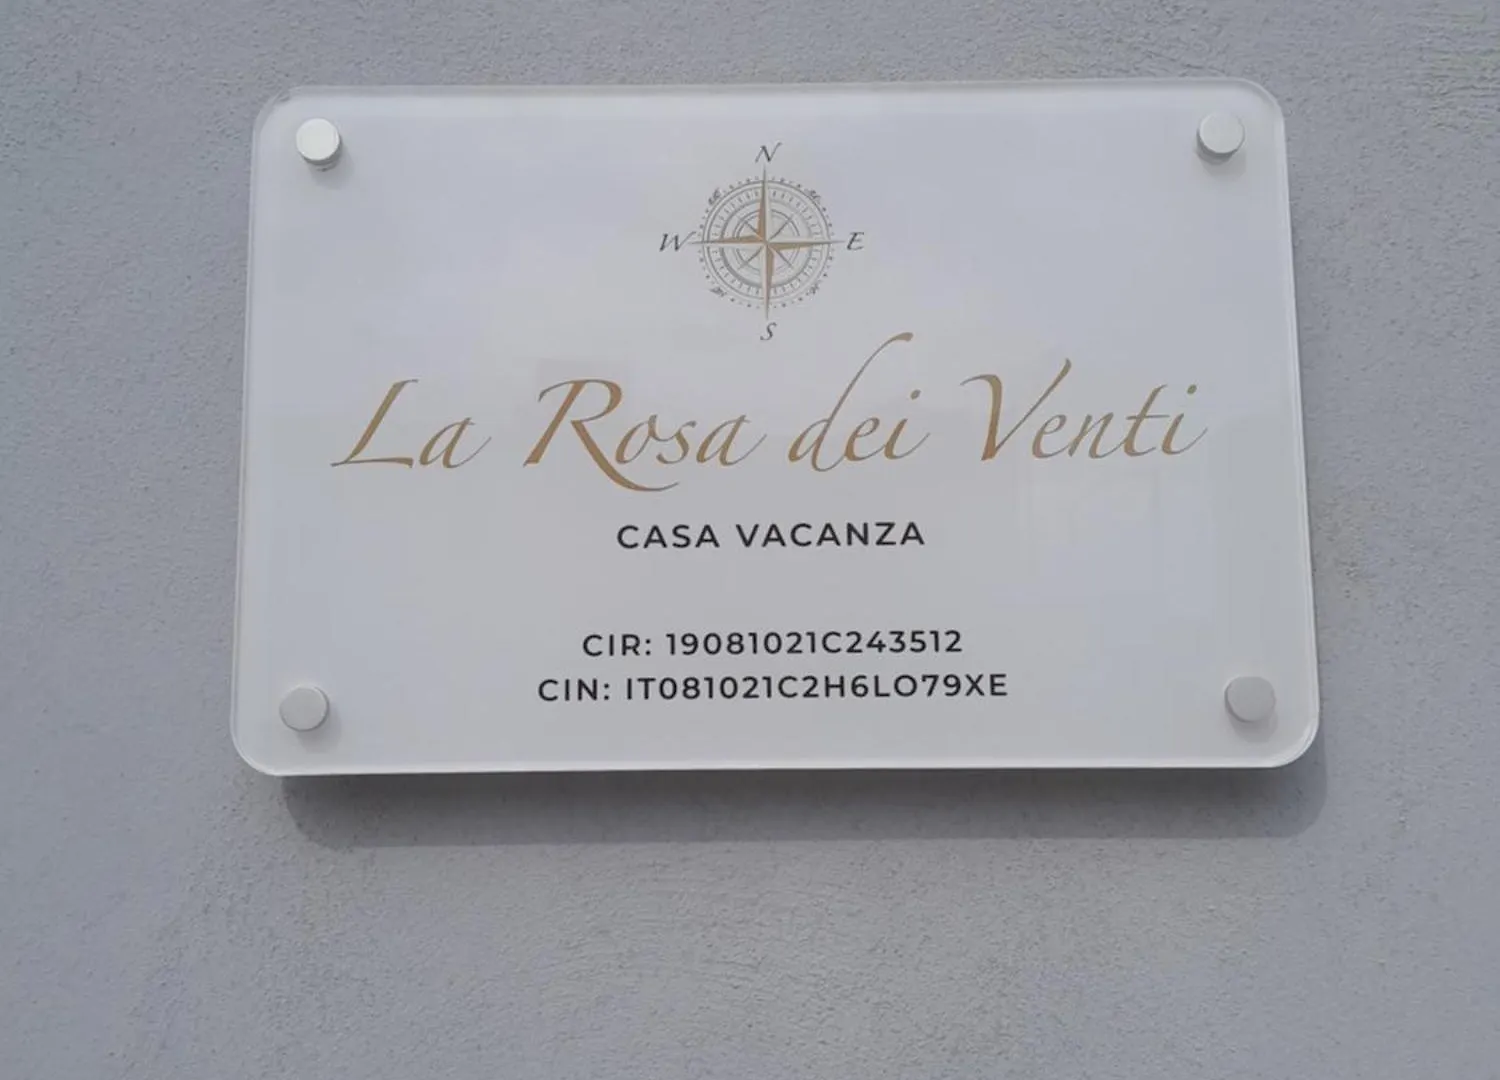 N
W E
S
La Rosa dei Venti
CASA VACANZA
CIR: 19081021C243512
CIN: IT081021C2H6LO79XE